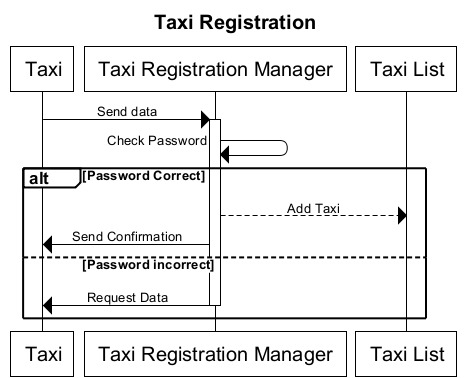 Taxi Registration
Taxi Taxi Registration Manager Taxi List
Send data
Check Password
alt [Password Correct]
Add Taxi
Send Confirmation
[Password incorrect]
Request Data
Taxi Taxi Registration Manager Taxi List